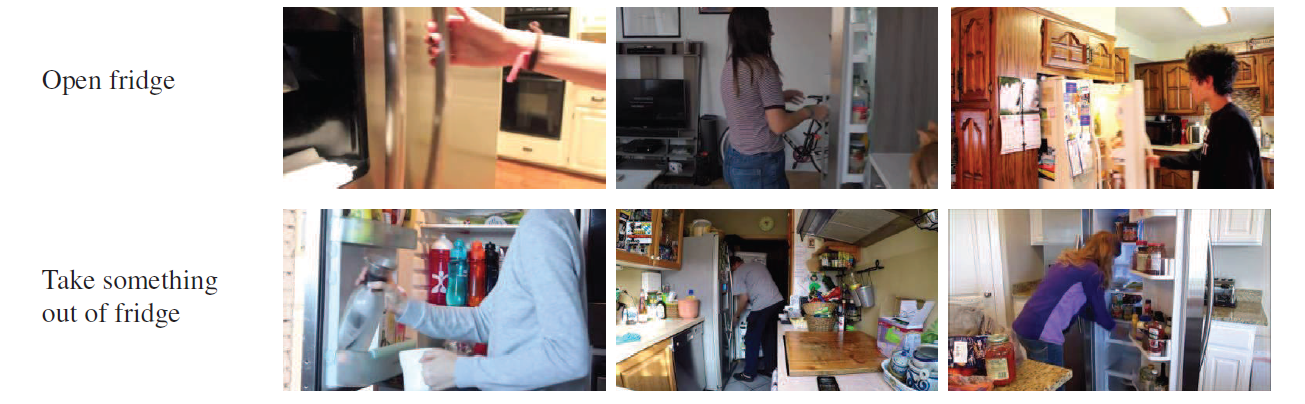 Open fridge
Take something
out of fridge